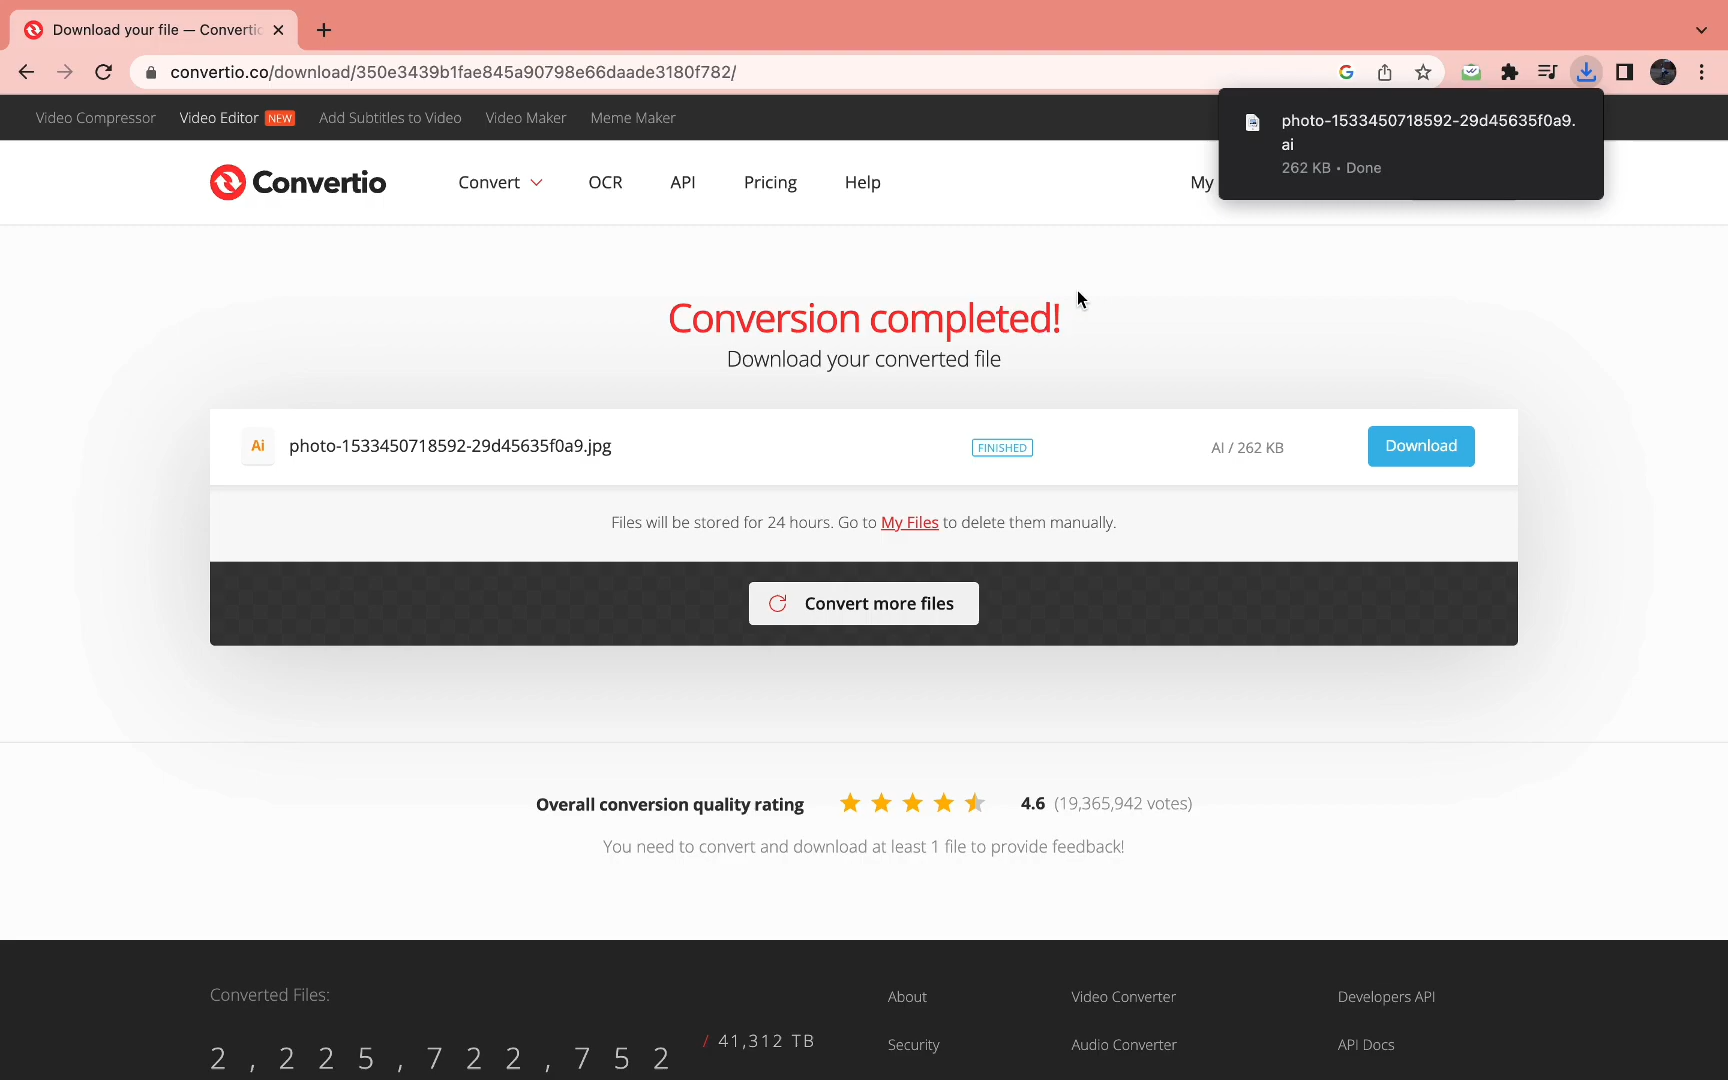 Download your file — Convertio
convertio.co/download/350e3439b1fae845a90798e66daade3180f782/
Video Compressor Video Editor NEW Add Subtitles to Video Video Maker Meme Maker
photo-1533450718592-29d45635f0a9.
ai
262 KB • Done
Convertio Convert OCR API Pricing Help My
Conversion completed!
Download your converted file
Ai photo-1533450718592-29d45635f0a9.jpg FINISHED AI / 262 KB Download
Files will be stored for 24 hours. Go to My Files to delete them manually.
Convert more files
Overall conversion quality rating 4.6 (19,365,942 votes)
You need to convert and download at least 1 file to provide feedback!
Converted Files: About Video Converter Developers API
2,225,722,752 / 41,312 TB
Security Audio Converter API Docs